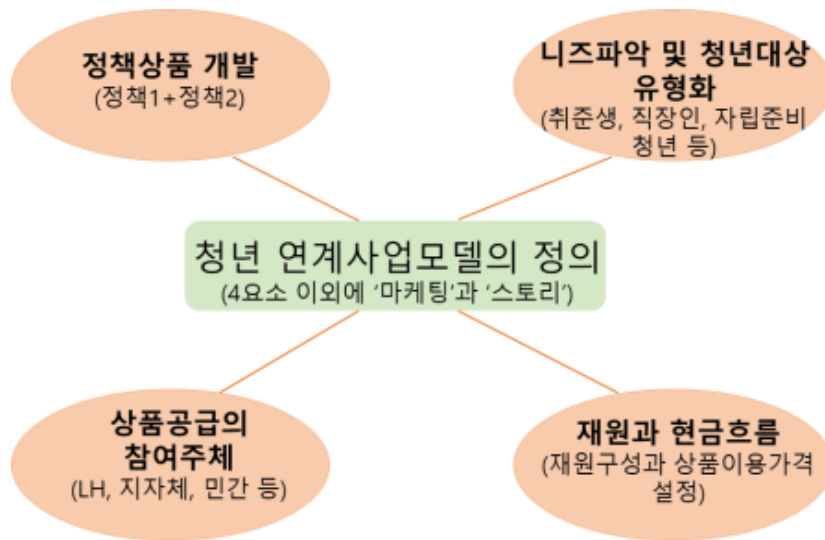 정책상품 개발
(정책1+정책2)
니즈파악 및 청년대상
유형화
(취준생, 직장인, 자립준비
청년 등)
청년 연계사업모델의 정의
(4요소 이외에 ‘마케팅’과 ‘스토리’)
상품공급의
참여주체
(LH, 지자체, 민간 등)
재원과 현금흐름
(재원구성과 상품이용가격
설정)